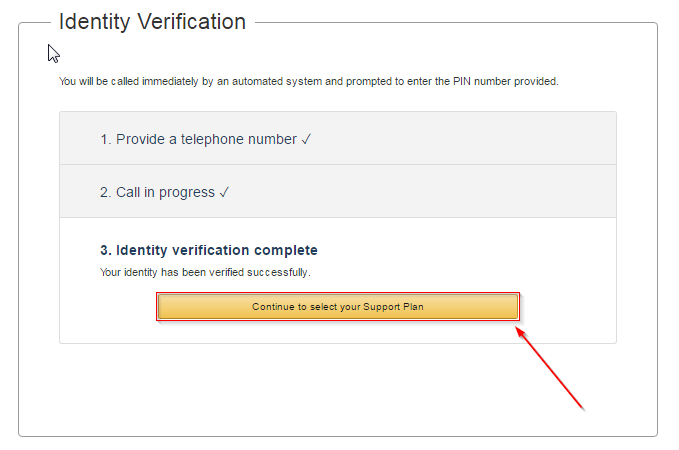 Identity Verification
You will be called immediately by an automated system and prompted to enter the PIN number provided.
1. Provide a telephone number ✓
2. Call in progress ✓
3. Identity verification complete
Your identity has been verified successfully.
Continue to select your Support Plan